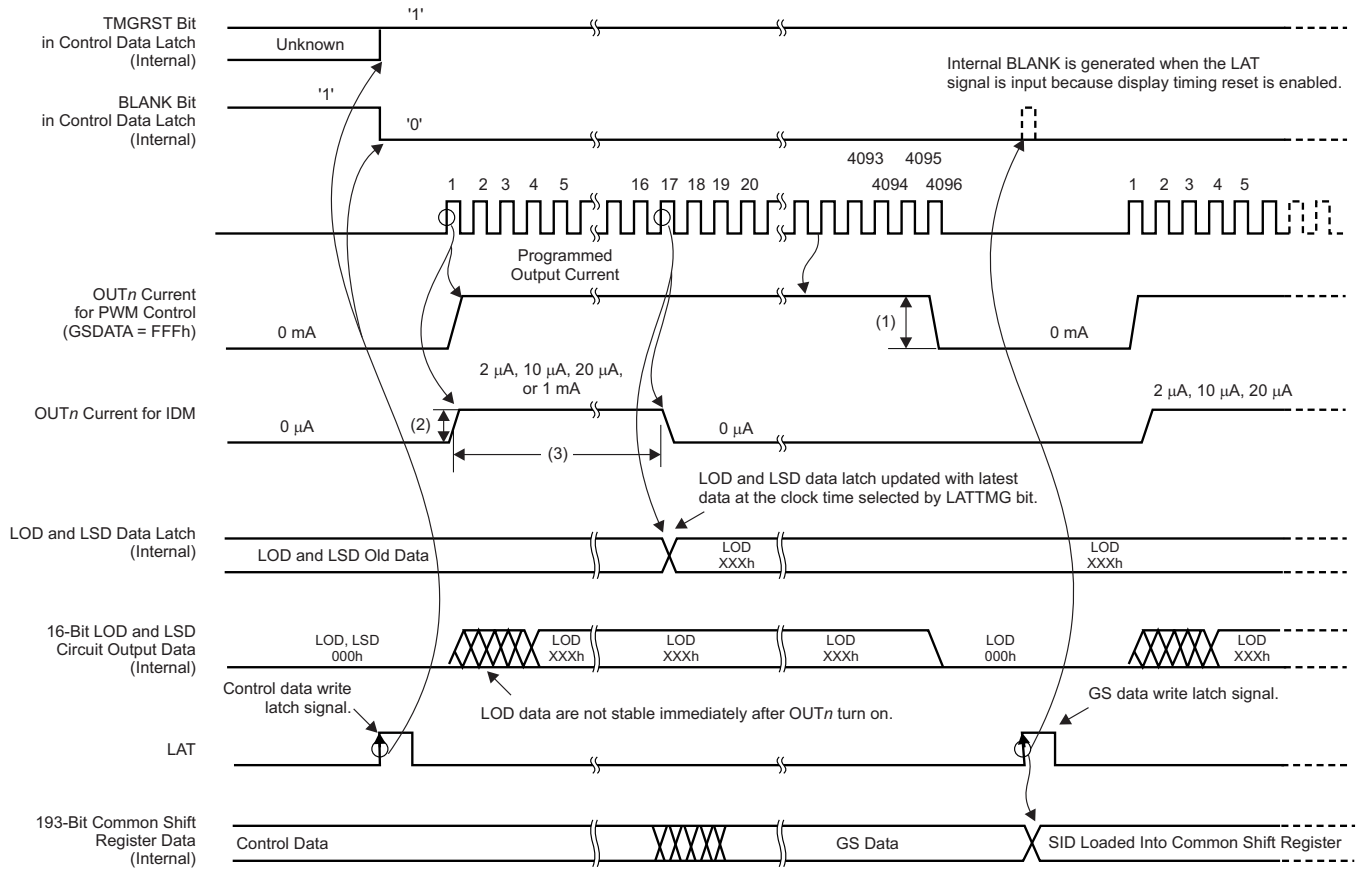 TMGRST Bit
in Control Data Latch
(Internal)
'1'
Unknown
Internal BLANK is generated when the LAT
signal is input because display timing reset is enabled.
BLANK Bit
in Control Data Latch
(Internal)
'1'
'0'
4093 4095
1 2 3 4 5 16 17 18 19 20 4094 4096 1 2 3 4 5
Programmed
Output Current
OUTn Current
for PWM Control
(GSDATA = FFFh)
0 mA
(1)
0 mA
2 μA, 10 μA, 20 μA,
or 1 mA
2 μA, 10 μA, 20 μA
OUTn Current for IDM
0 μA
(2)
0 μA
(3)
LOD and LSD data latch updated with latest
data at the clock time selected by LATTMG bit.
LOD and LSD Data Latch
(Internal)
LOD and LSD Old Data
LOD
XXXh
LOD
XXXh
16-Bit LOD and LSD
Circuit Output Data
(Internal)
LOD, LSD
000h
LOD
XXXh
LOD
XXXh
LOD
XXXh
LOD
000h
LOD
XXXh
Control data write
latch signal.
LOD data are not stable immediately after OUTn turn on.
GS data write latch signal.
LAT
193-Bit Common Shift
Register Data
(Internal)
Control Data
GS Data
SID Loaded Into Common Shift Register